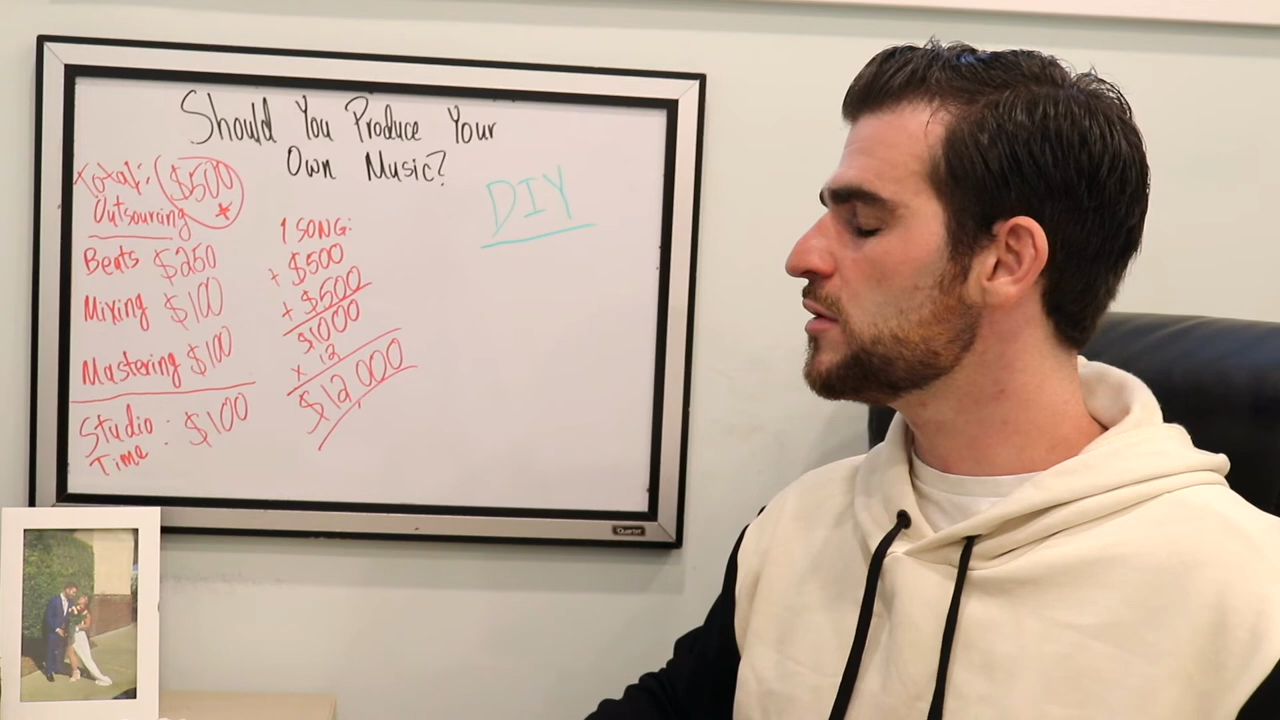 Should You Produce Your
Own Music?
Total: $500
+
Outsourcing
Beats $250
Mixing $100
Mastering $100
Studio : $100
Time
1 SONG:
+ $500
+ $500
$1000
x 12
$12,000
DIY
Quartet